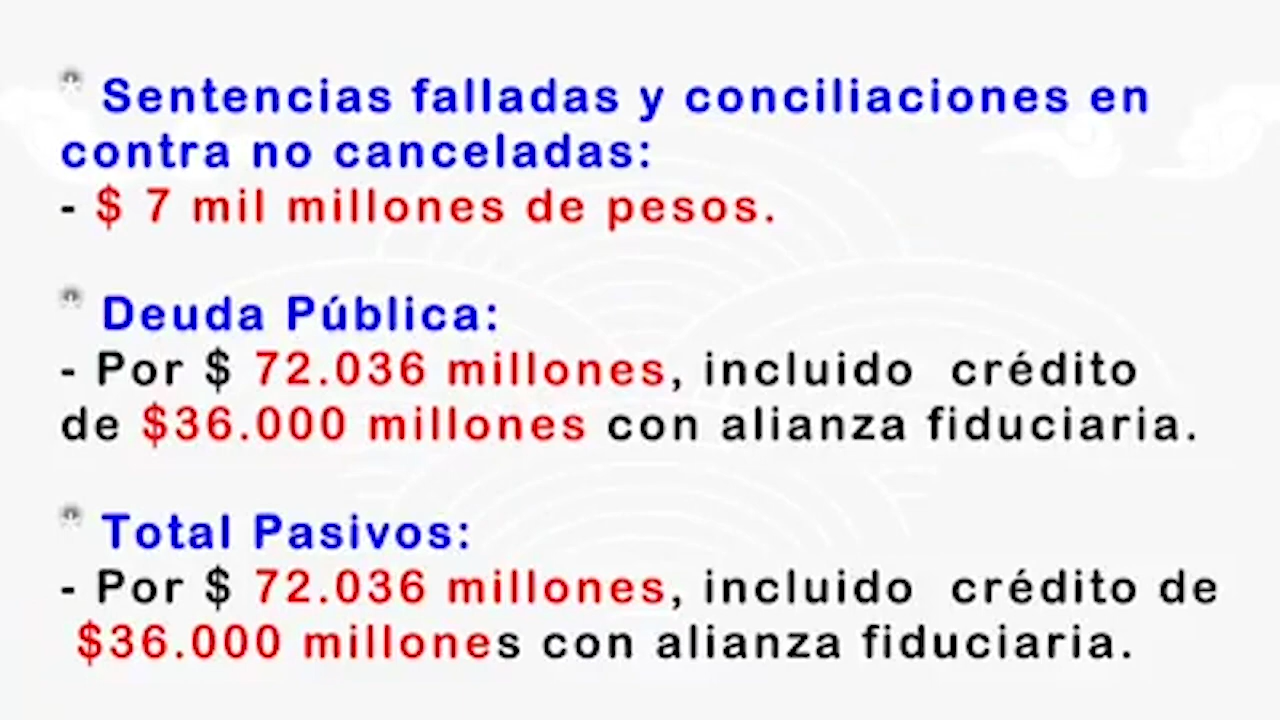 * Sentencias falladas y conciliaciones en
contra no canceladas:
- $ 7 mil millones de pesos.
* Deuda Pública:
- Por $ 72.036 millones, incluido crédito
de $36.000 millones con alianza fiduciaria.
* Total Pasivos:
- Por $ 72.036 millones, incluido crédito de
$36.000 millones con alianza fiduciaria.